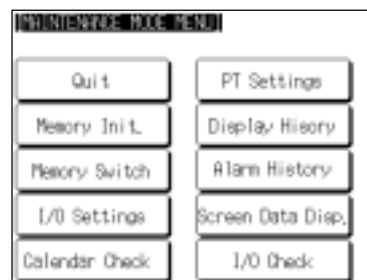 [MAINTENANCE MODE MENU]
Quit
PT Settings
Memory Init.
Display Hisory
Memory Switch
Alarm History
I/O Settings
Screen Data Disp.
Calendar Check
I/O Check